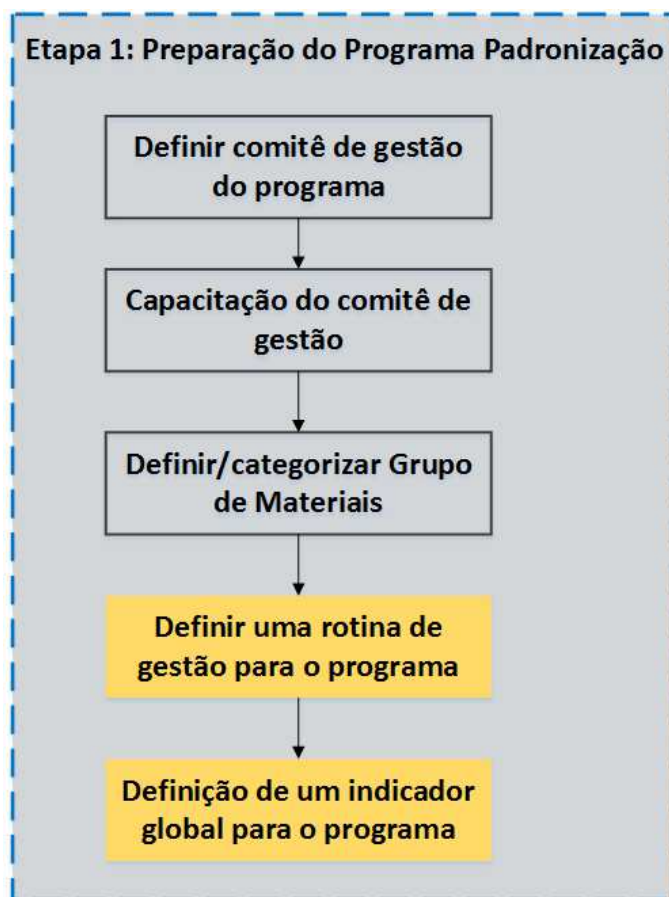 Etapa 1: Preparação do Programa Padronização
Definir comitê de gestão
do programa
Capacitação do comitê de
gestão
Definir/categorizar Grupo
de Materiais
Definir uma rotina de
gestão para o programa
Definição de um indicador
global para o programa